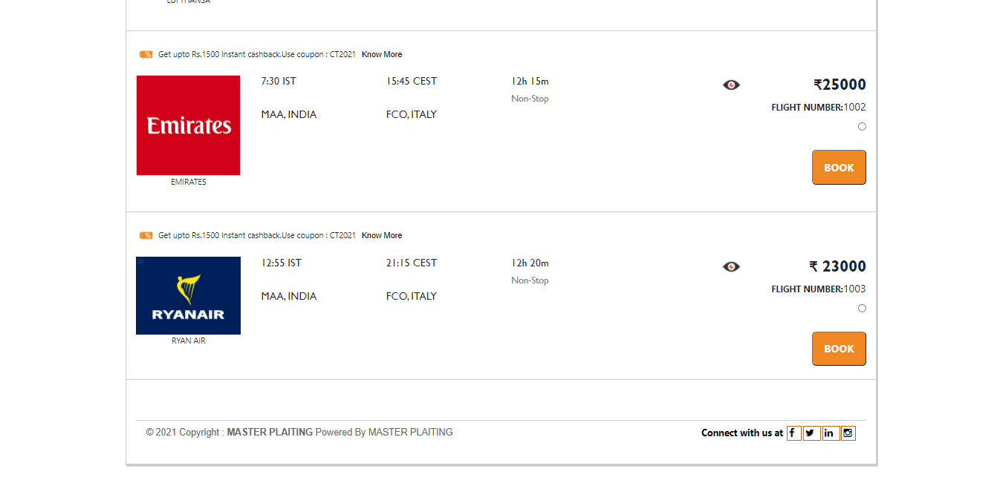 LUFTHANSA
Get upto Rs.1500 Instant cashback.Use coupon : CT2021 Know More
7:30 IST 15:45 CEST 12h 15m ₹25000
Non-Stop
Emirates
MAA, INDIA FCO, ITALY FLIGHT NUMBER:1002
EMIRATES
BOOK
Get upto Rs.1500 Instant cashback.Use coupon : CT2021 Know More
12:55 IST 21:15 CEST 12h 20m ₹ 23000
Non-Stop
RYANAIR
MAA, INDIA FCO, ITALY FLIGHT NUMBER:1003
RYAN AIR
BOOK
© 2021 Copyright : MASTER PLAITING Powered By MASTER PLAITING Connect with us at